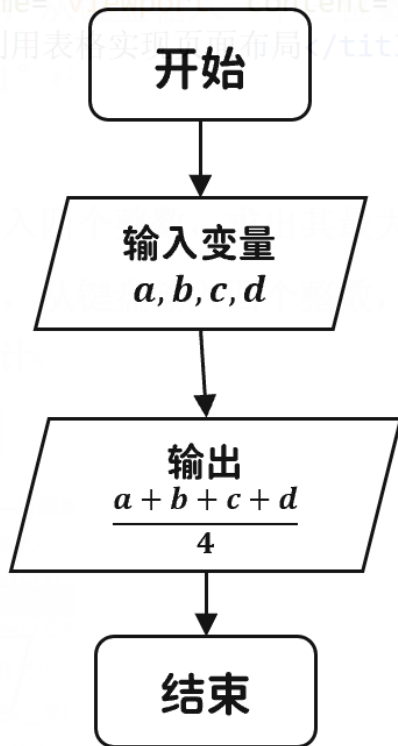 开始
输入变量
a, b, c, d
输出
a + b + c + d
4
结束